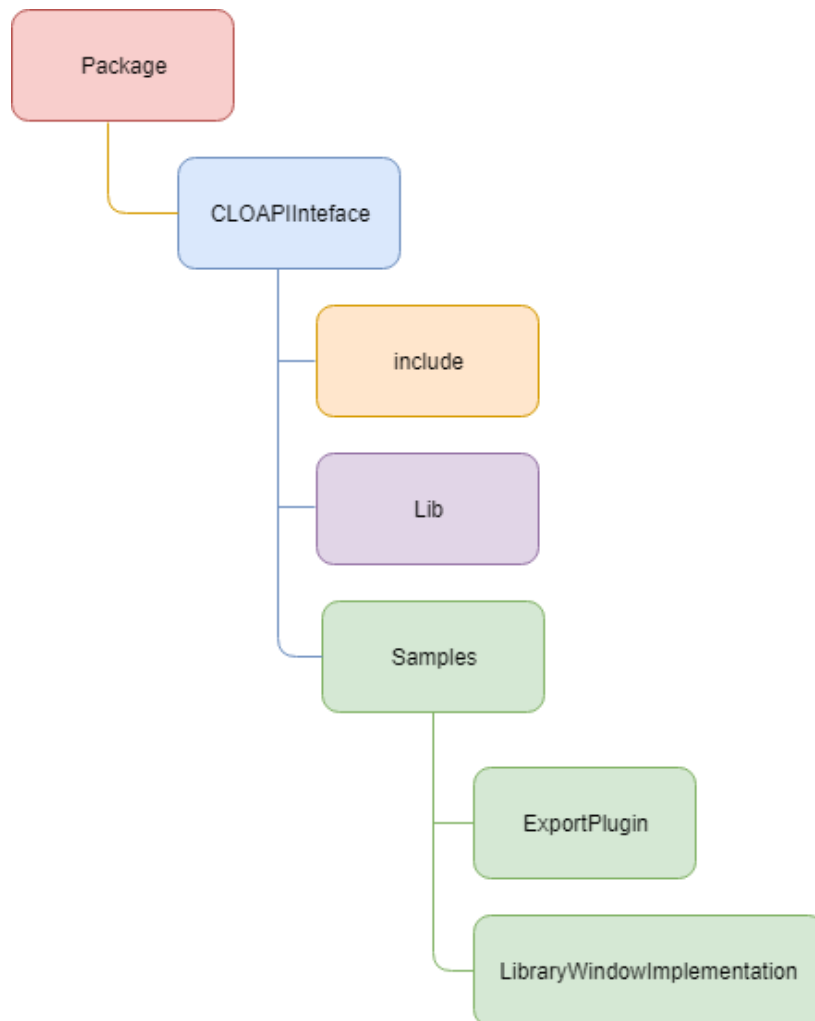 Package
CLOAPIInteface
include
Lib
Samples
ExportPlugin
LibraryWindowImplementation